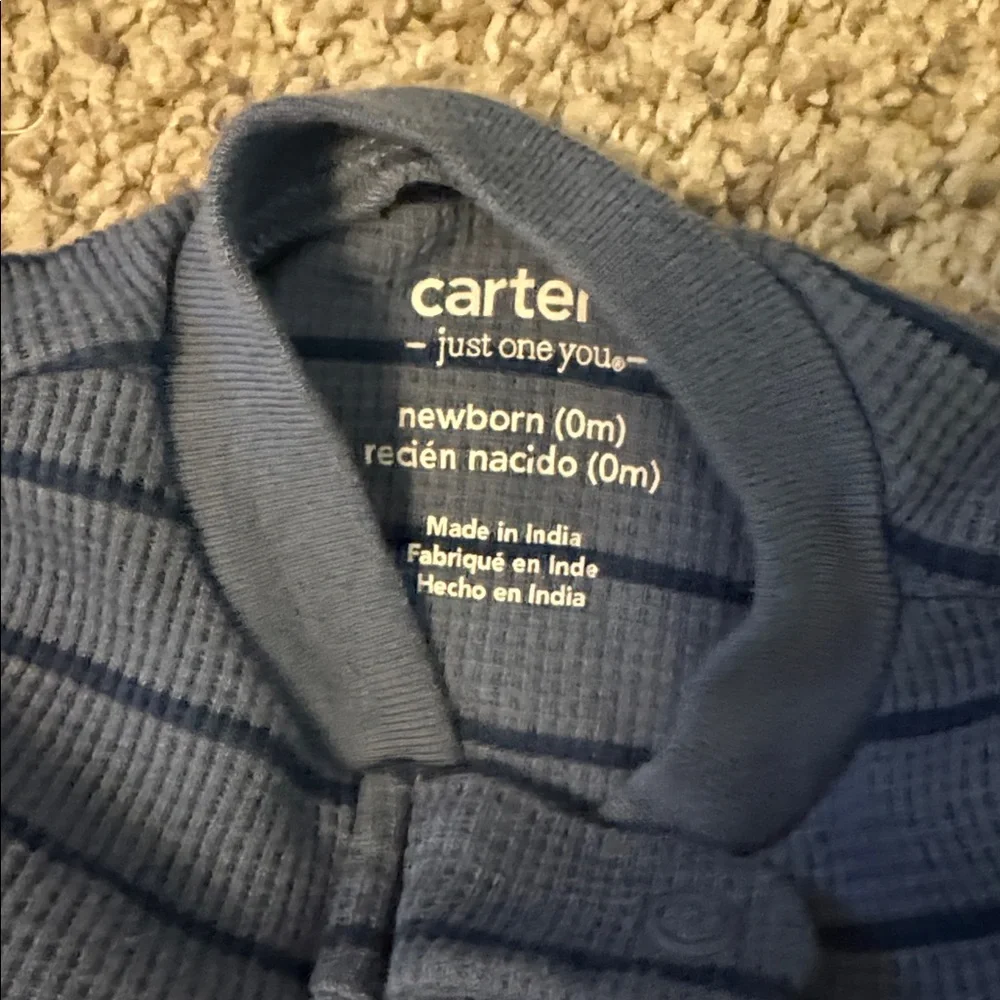 carter
– just one you®–
newborn (0m)
recién nacido (0m)
Made in India
Fabriqué en Inde
Hecho en India